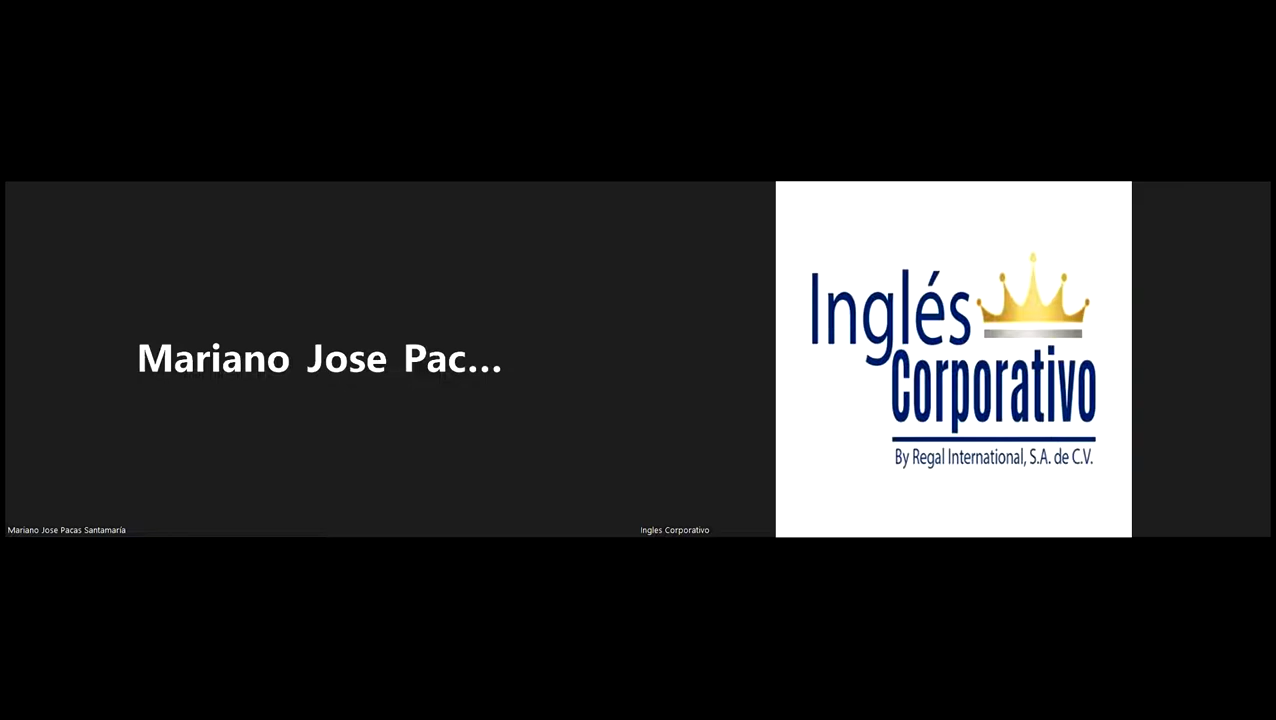 Mariano Jose Pac...
Mariano Jose Pacas Santamaría
Inglés
Corporativo
By Regal International, S.A. de C.V.
Ingles Corporativo